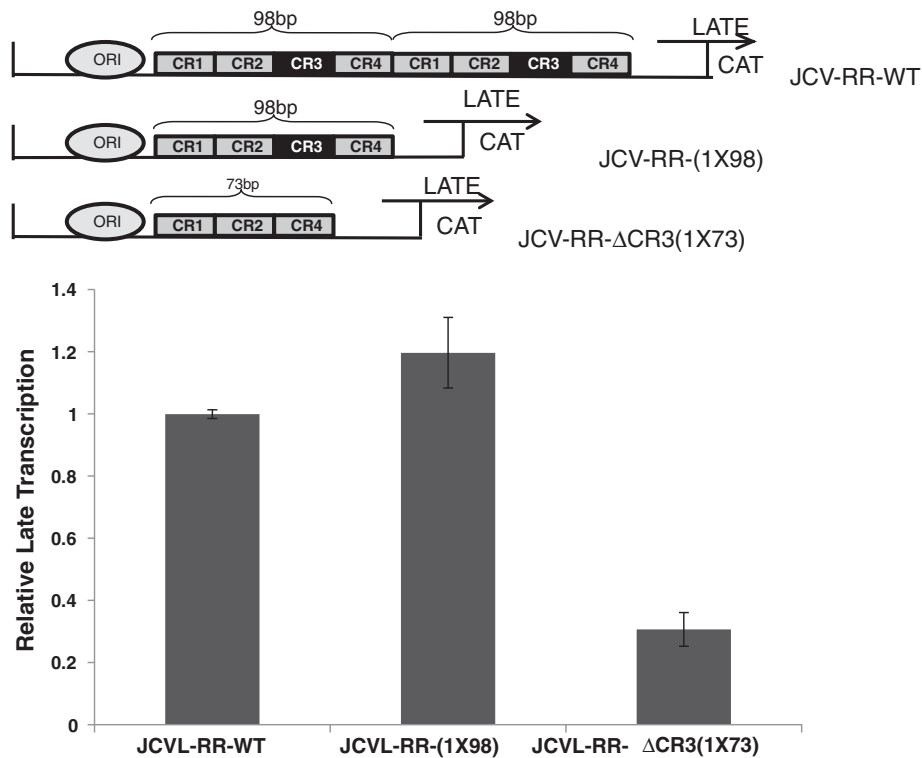 98bp 98bp
ORI CR1 CR2 CR3 CR4 CR1 CR2 CR3 CR4 LATE
CAT
JCV-RR-WT
98bp
ORI CR1 CR2 CR3 CR4 LATE
CAT
JCV-RR-(1X98)
73bp
ORI CR1 CR2 CR4 LATE
CAT
JCV-RR-ΔCR3(1X73)
Relative Late Transcription
1.4
1.2
1
0.8
0.6
0.4
0.2
0
JCVL-RR-WT JCVL-RR-(1X98) JCVL-RR- ΔCR3(1X73)